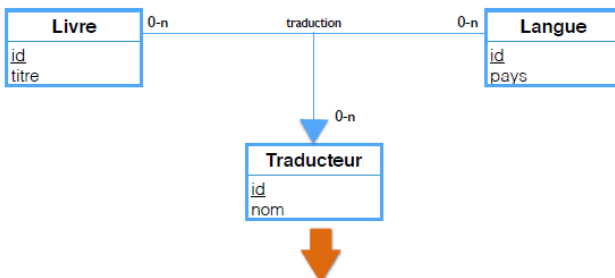 Livre 0-n traduction 0-n Langue
id
titre
id
pays
0-n
Traducteur
id
nom